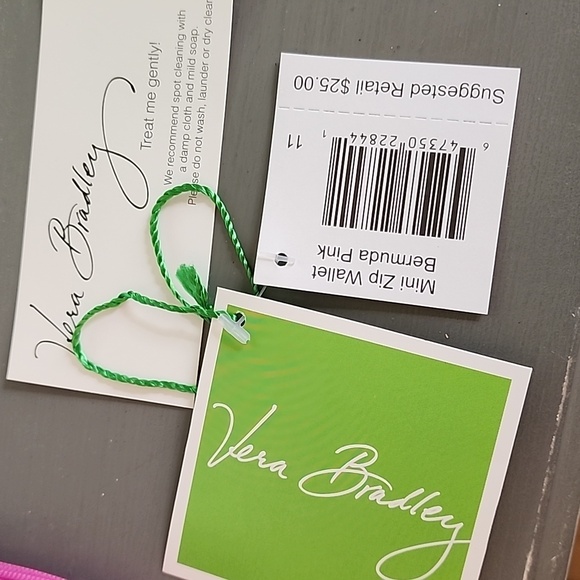 Vera Bradley
Treat me gently!
We recommend spot cleaning with
a damp cloth and mild soap.
Please do not wash, launder or dry clean
Mini Zip Wallet
Bermuda Pink
6 47350 22844 1
11
Suggested Retail $25.00
Vera Bradley